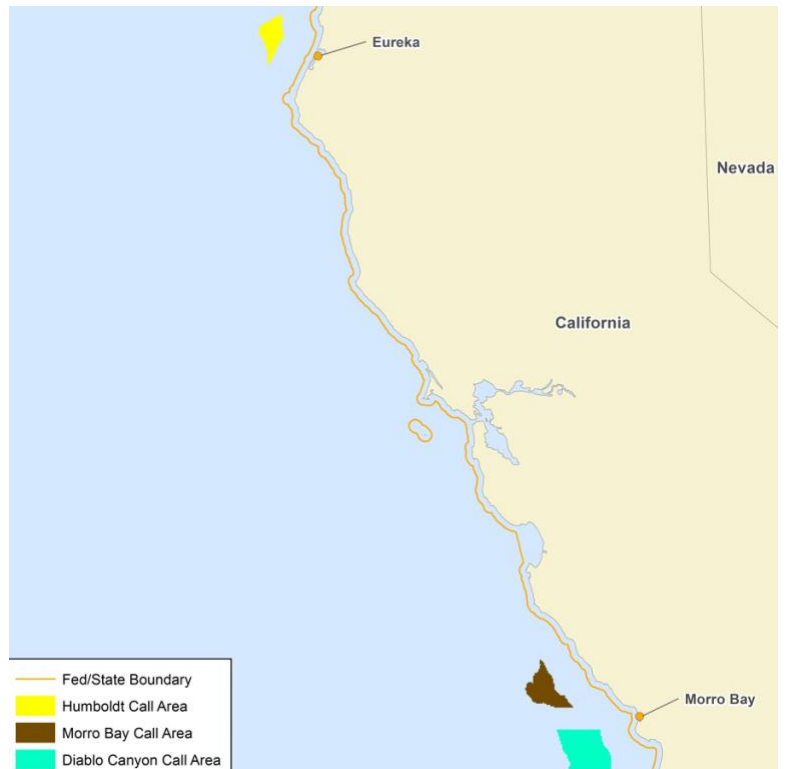 Eureka
Nevada
California
Morro Bay
Fed/State Boundary
Humboldt Call Area
Morro Bay Call Area
Diablo Canyon Call Area